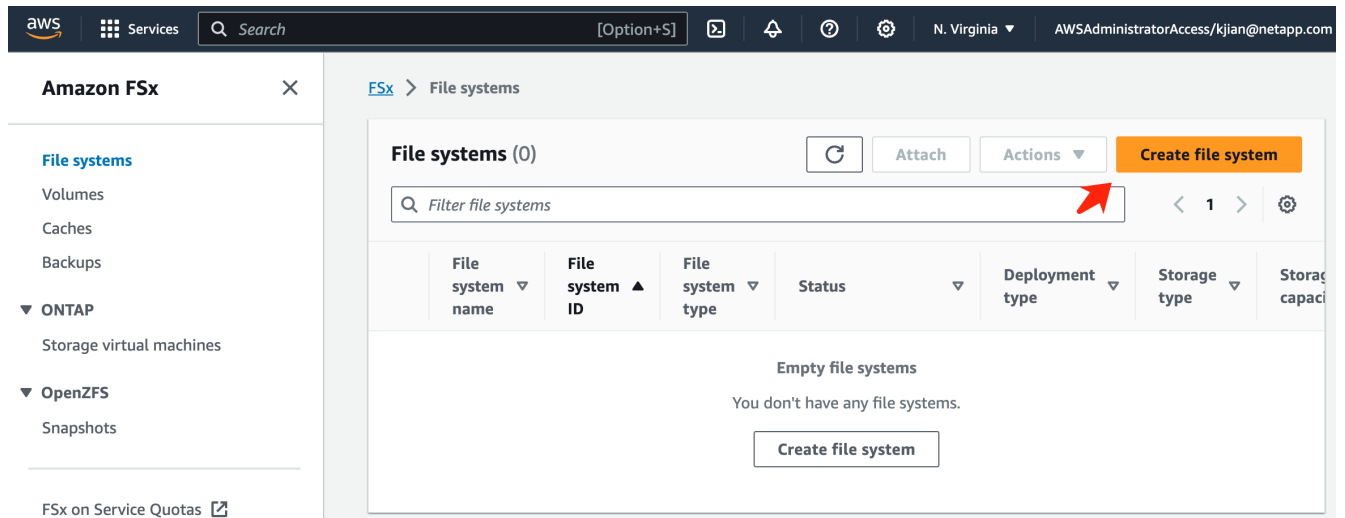 aws
Services
Search
[Option+S]
N. Virginia
AWSAdministratorAccess/kjian@netapp.com
Amazon FSx
File systems
Volumes
Caches
Backups
ONTAP
Storage virtual machines
OpenZFS
Snapshots
FSx on Service Quotas
FSx
File systems
File systems (0)
Attach
Actions
Create file system
Filter file systems
1
File
system
name
File
system
ID
File
system
type
Status
Deployment
type
Storage
type
Storag
capaci
Empty file systems
You don't have any file systems.
Create file system